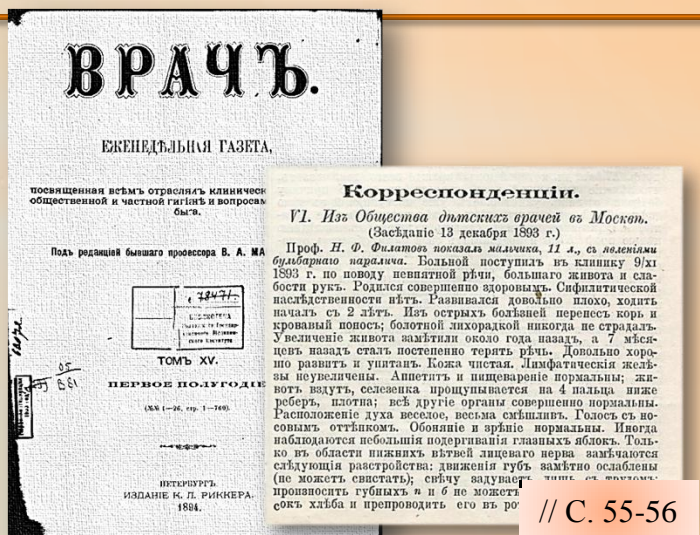 ВРАЧЪ.
ЕЖЕНЕДѢЛЬНАЯ ГАЗЕТА,
посвященная всѣмъ отраслямъ клиничес
общественной и частной гигіены и вопросам
быта.
Подъ редакціей бывшаго профессора В. А. МА
78471.
БИБЛІОТЕКА
ТОМЪ XV.
ПЕРВОЕ ПОЛУГОДІЕ
(№№ 1—26, стр. 1—760).
ПЕТЕРБУРГЪ.
ИЗДАНІЕ К. Л. РИККЕРА.
1894.
Корреспонденціи.
VI. Изъ Общества дѣтскихъ врачей въ Москвѣ.
(Засѣданіе 13 декабря 1893 г.)
Проф. Н. Ѳ. Филатовъ показалъ мальчика, 11 л., съ явленіями
бульбарнаго паралича. Больной поступилъ въ клинику 9/xi
1893 г. по поводу невнятной рѣчи, большаго живота и сла-
бости рукъ. Родился совершенно здоровымъ. Сифилитической
наслѣдственности нѣтъ. Развивался довольно плохо, ходить
началъ съ 2 лѣтъ. Изъ острыхъ болѣзней перенесъ корь и
кровавый поносъ; болотной лихорадкой никогда не страдалъ.
Увеличеніе живота замѣтили около года назадъ, а 7 мѣся-
цевъ назадъ сталъ постепенно терять рѣчь. Довольно хоро-
шо развитъ и упитанъ. Кожа чистая. Лимфатическія желѣ-
зы неувеличены. Аппетитъ и пищевареніе нормальны; жи-
вотъ вздутъ, селезенка прощупывается на 4 пальца ниже
реберъ, плотна; всѣ другіе органы совершенно нормальны.
Расположеніе духа веселое, весьма смѣшливъ. Голосъ съ но-
совымъ оттѣнкомъ. Обоняніе и зрѣніе нормальны. Иногда
наблюдаются небольшія подергиванія глазныхъ яблокъ. Толь-
ко въ области нижнихъ вѣтвей лицеваго нерва замѣчаются
слѣдующія разстройства: движенія губъ замѣтно ослаблены
(не можетъ свистать); свѣчу задуваетъ лишь съ трудомъ;
произносить губныхъ п и б не можетъ
сокъ хлѣба и препроводить его въ ро
// С. 55-56